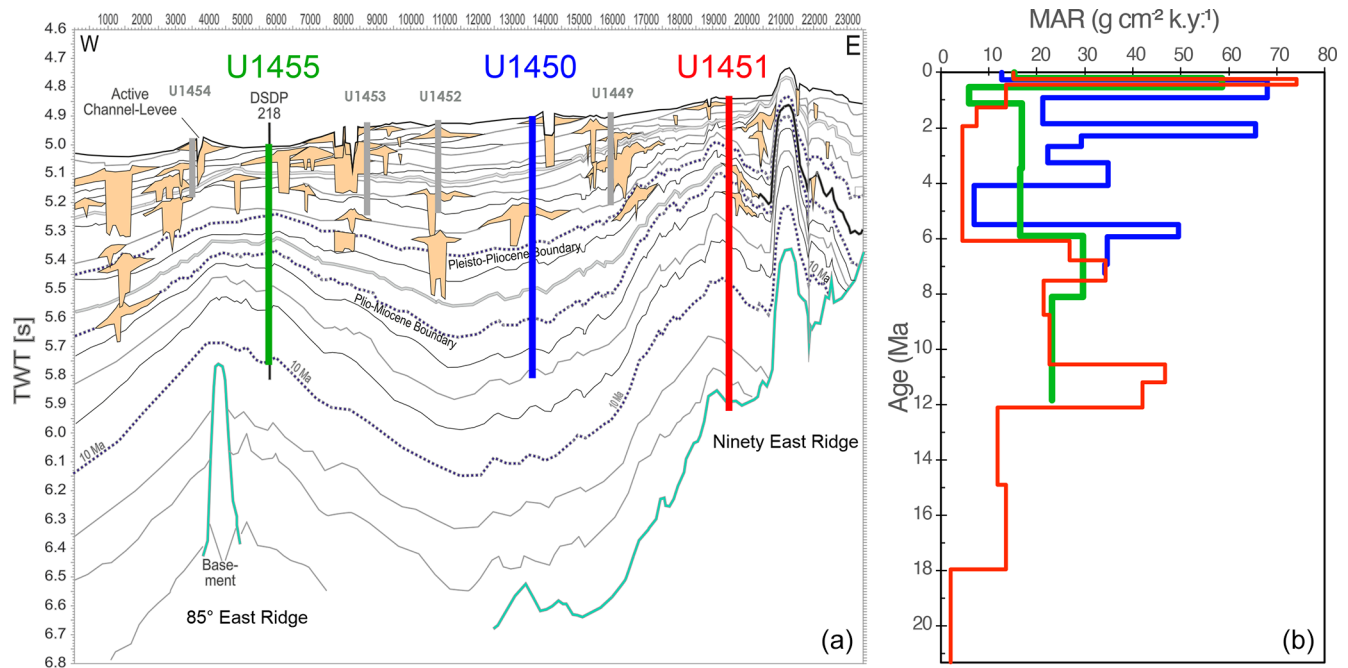 0 1000 2000 3000 4000 5000 6000 7000 8000 9000 10000 11000 12000 13000 14000 15000 16000 17000 18000 19000 20000 21000 22000 23000
MAR (g cm² k.y.⁻¹)
0 10 20 30 40 50 60 70 80
W
E
U1455
U1450
U1451
Active
Channel-Levee
U1454
DSDP
218
U1453
U1452
U1449
4.6
4.7
4.8
4.9
5.0
5.1
5.2
5.3
5.4
5.5
5.6
5.7
5.8
5.9
6.0
6.1
6.2
6.3
6.4
6.5
6.6
6.7
6.8
TWT [s]
Pleisto-Pliocene Boundary
Plio-Miocene Boundary
10 Ma
10 Ma
10 Ma
10 Ma
Ninety East Ridge
Base-
ment
85° East Ridge
(a)
0
2
4
6
8
10
12
14
16
18
20
Age (Ma
(b)